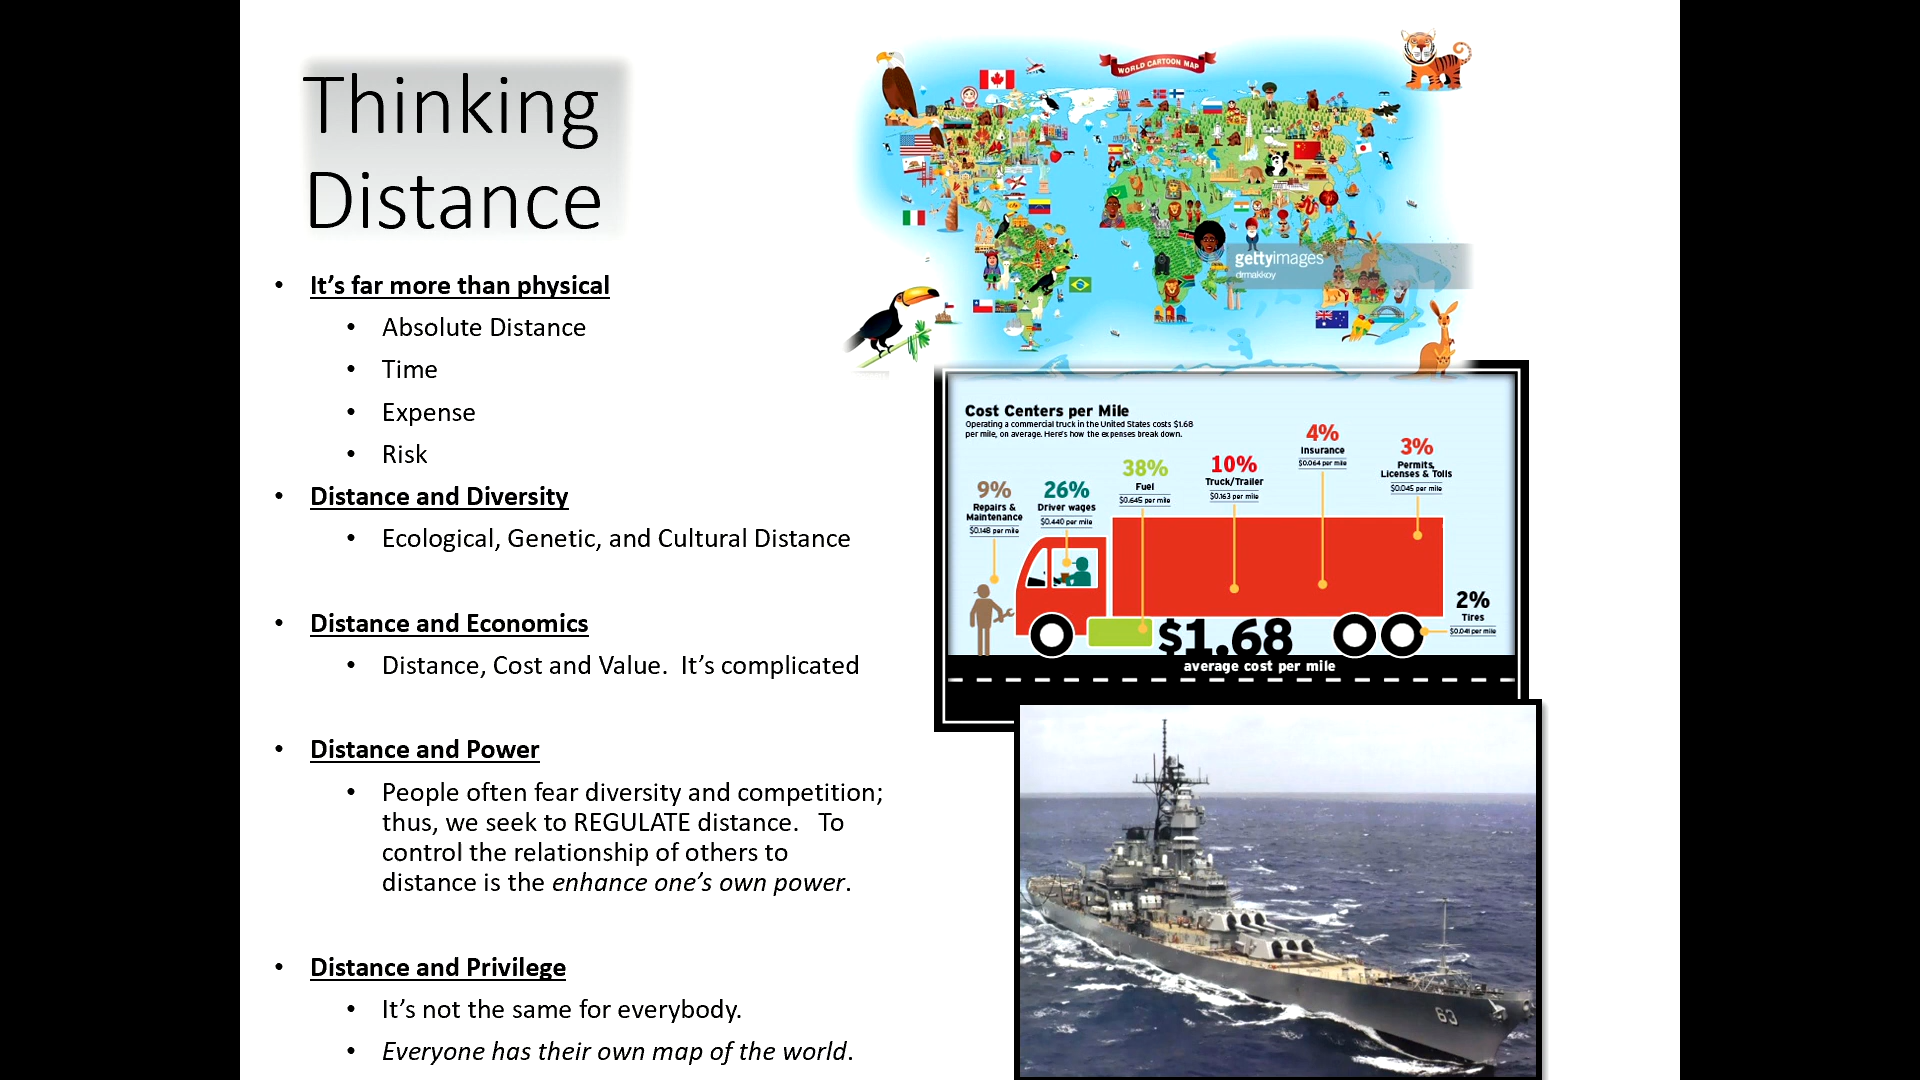 Thinking
Distance
• It’s far more than physical
• Absolute Distance
• Time
• Expense
• Risk
• Distance and Diversity
• Ecological, Genetic, and Cultural Distance
• Distance and Economics
• Distance, Cost and Value.  It’s complicated
• Distance and Power
• People often fear diversity and competition;
thus, we seek to REGULATE distance.   To
control the relationship of others to
distance is the enhance one’s own power.
• Distance and Privilege
• It’s not the same for everybody.
• Everyone has their own map of the world.
WORLD CARTOON MAP
gettyimages
drmakkoy
Cost Centers per Mile
Operating a commercial truck in the United States costs $1.68
per mile, on average. Here’s how the expenses break down.
9%
Repairs &
Maintenance
$0.148 per mile
26%
Driver wages
$0.440 per mile
38%
Fuel
$0.645 per mile
10%
Truck/Trailer
$0.163 per mile
4%
Insurance
$0.064 per mile
3%
Permits,
Licenses & Tolls
$0.045 per mile
2%
Tires
$0.041 per mile
$1.68
average cost per mile
63